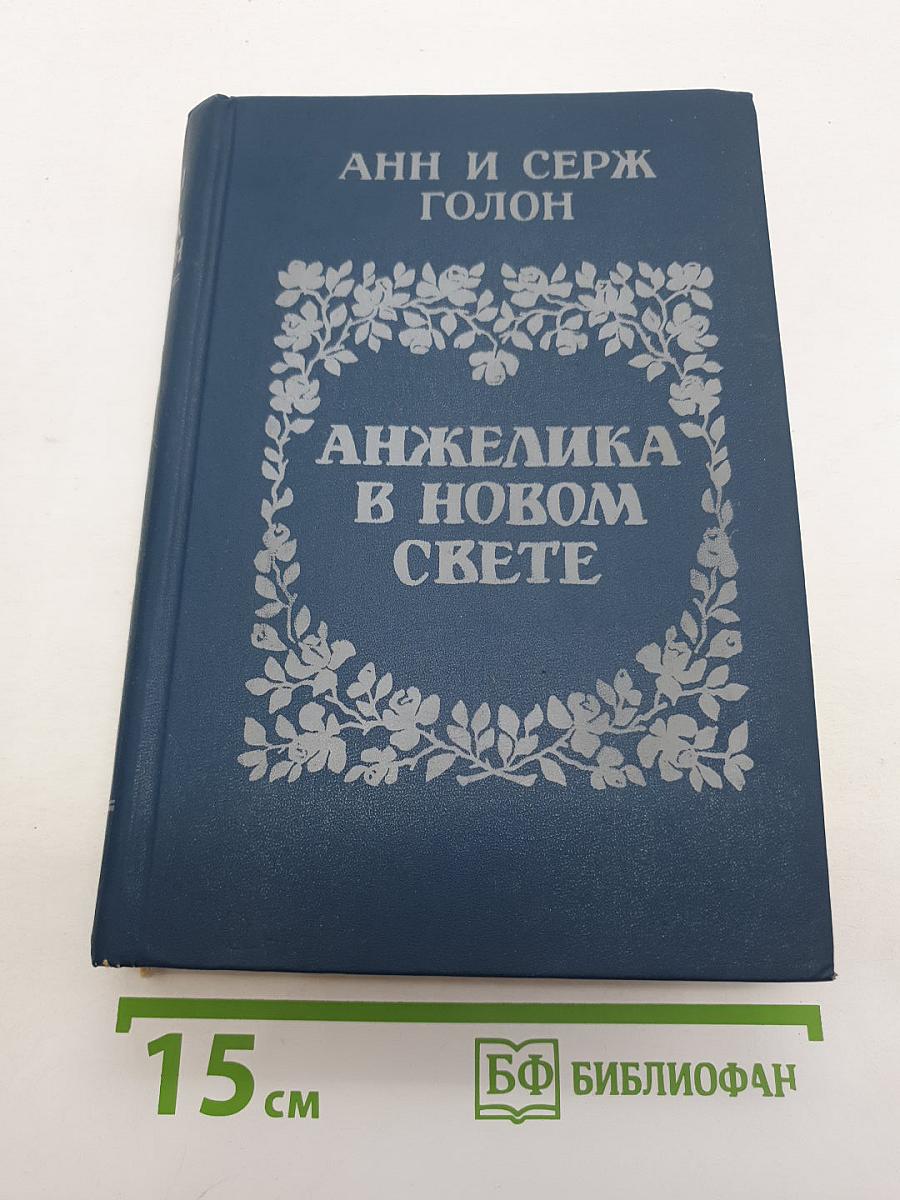 АНН И СЕРЖ
ГОЛОН
АНЖЕЛИКА
В НОВОМ
СВЕТЕ
15 см
БФ БИБЛИОФАН